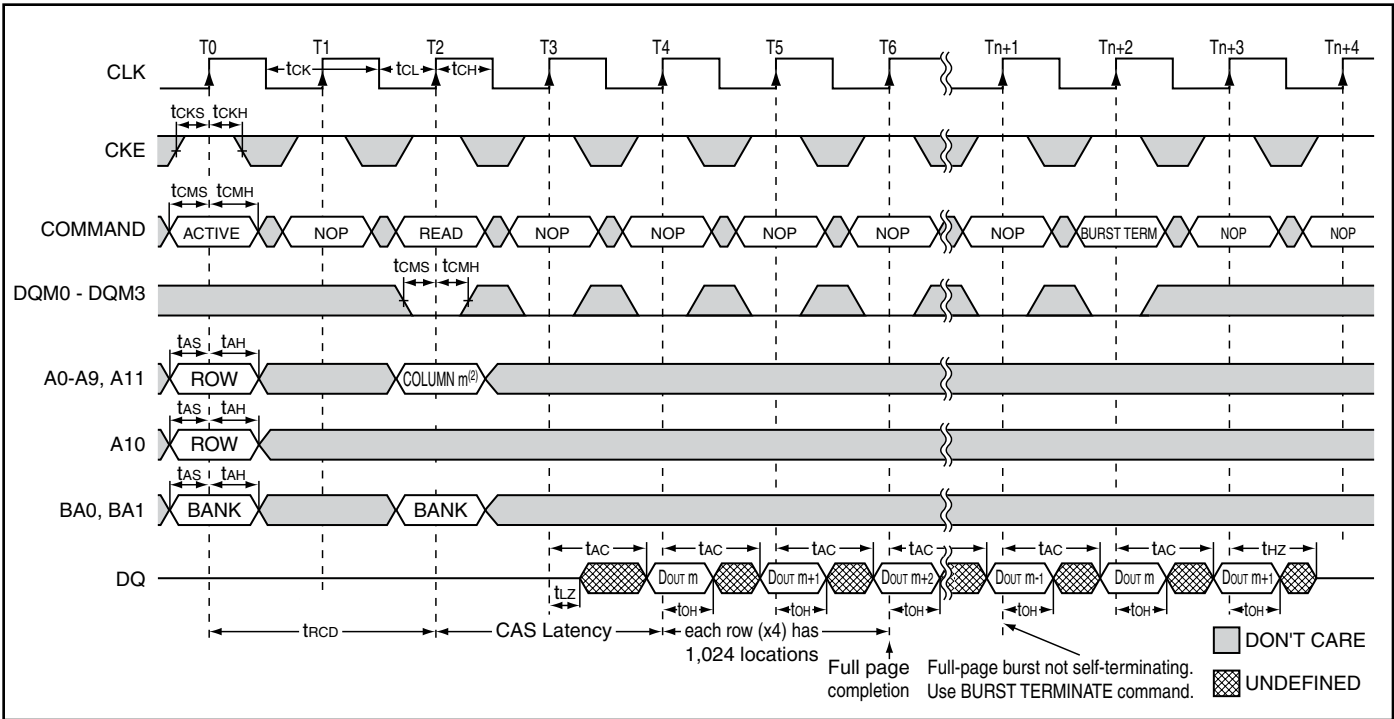 T0 T1 T2 T3 T4 T5 T6 Tn+1 Tn+2 Tn+3 Tn+4
CLK tCK tCL tCH
tCKS tCKH
CKE
tCMS tCMH
COMMAND ACTIVE NOP READ NOP NOP NOP NOP NOP BURST TERM NOP NOP
tCMS tCMH
DQM0 - DQM3
tAS tAH
A0-A9, A11 ROW COLUMN m(2)
tAS tAH
A10 ROW
tAS tAH
BA0, BA1 BANK BANK
tAC tAC tAC tAC tAC tAC tHZ
DQ DOUT m DOUT m+1 DOUT m+2 DOUT m-1 DOUT m DOUT m+1
tLZ tOH tOH tOH tOH tOH tOH
tRCD CAS Latency each row (x4) has
1,024 locations
Full page
completion
Full-page burst not self-terminating.
Use BURST TERMINATE command.
DON'T CARE
UNDEFINED